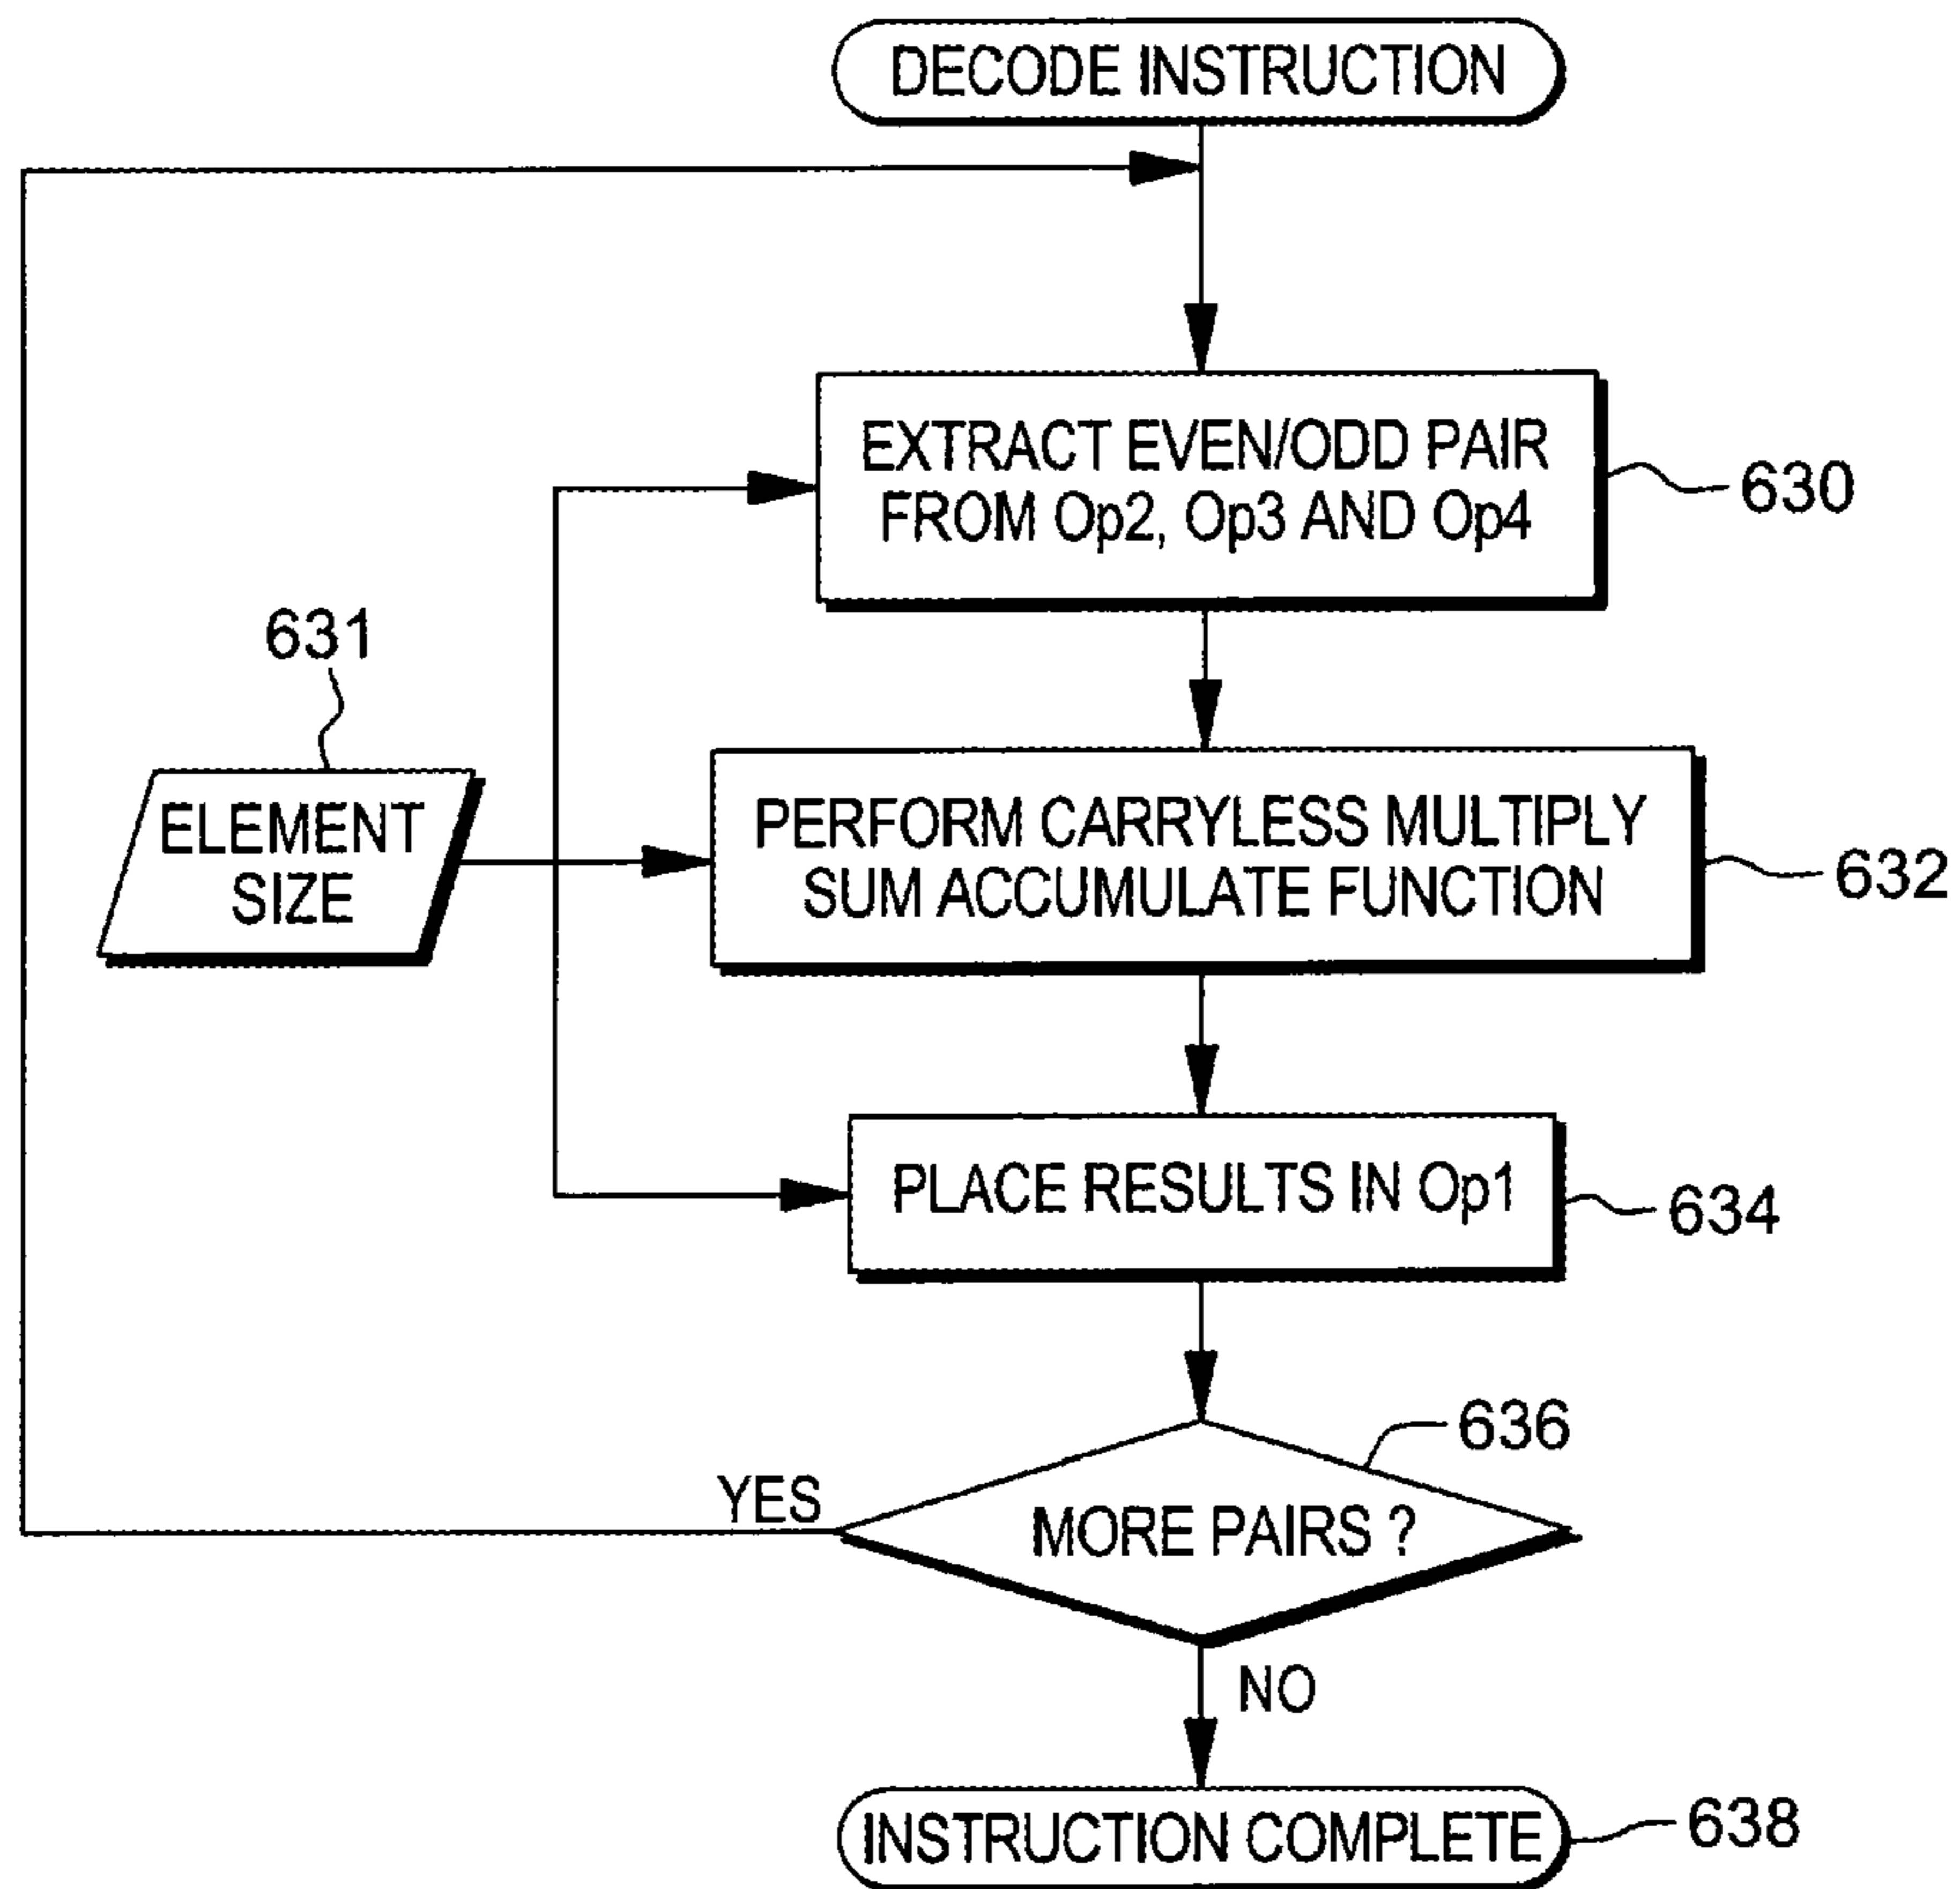 DECODE INSTRUCTION
EXTRACT EVEN/ODD PAIR
FROM Op2, Op3 AND Op4
630
631
ELEMENT
SIZE
PERFORM CARRYLESS MULTIPLY
SUM ACCUMULATE FUNCTION
632
PLACE RESULTS IN Op1
634
636
YES
MORE PAIRS ?
NO
INSTRUCTION COMPLETE
638